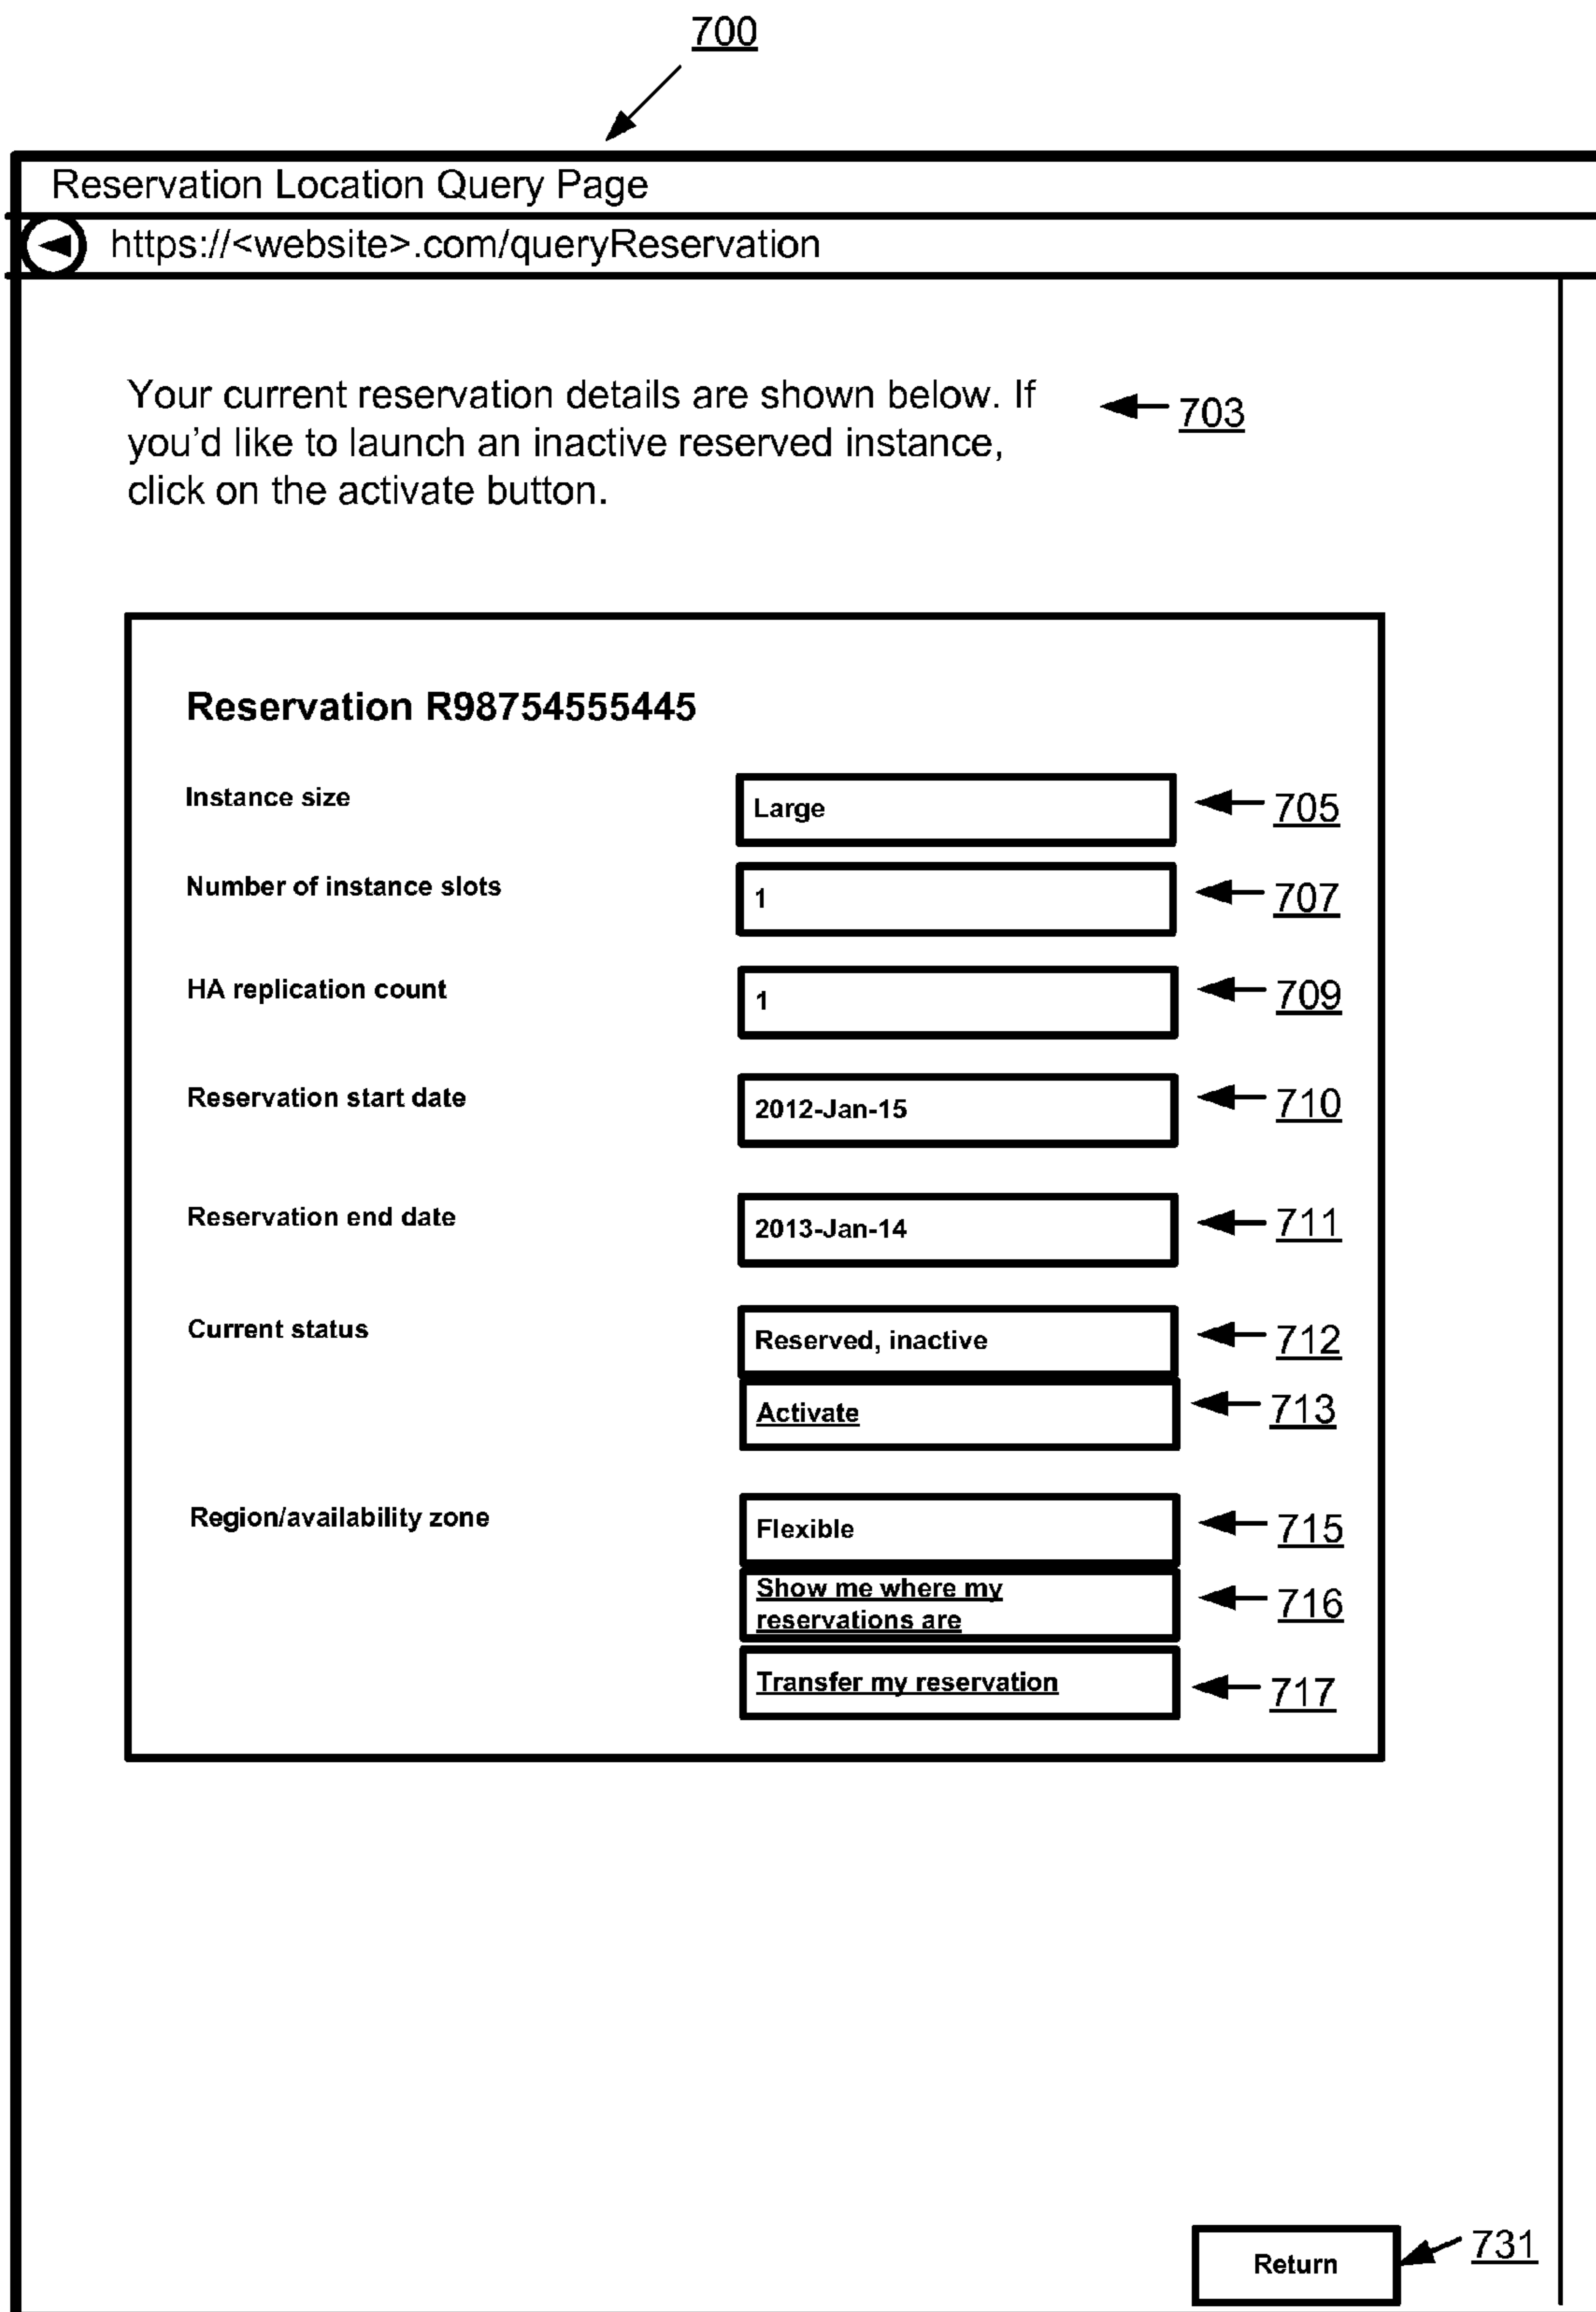 700
Reservation Location Query Page
https://<website>.com/queryReservation
Your current reservation details are shown below. If
you'd like to launch an inactive reserved instance,
click on the activate button.
703
Reservation R98754555445
Instance size Large 705
Number of instance slots 1 707
HA replication count 1 709
Reservation start date 2012-Jan-15 710
Reservation end date 2013-Jan-14 711
Current status Reserved, inactive 712
Activate 713
Region/availability zone Flexible 715
Show me where my
reservations are 716
Transfer my reservation 717
Return 731